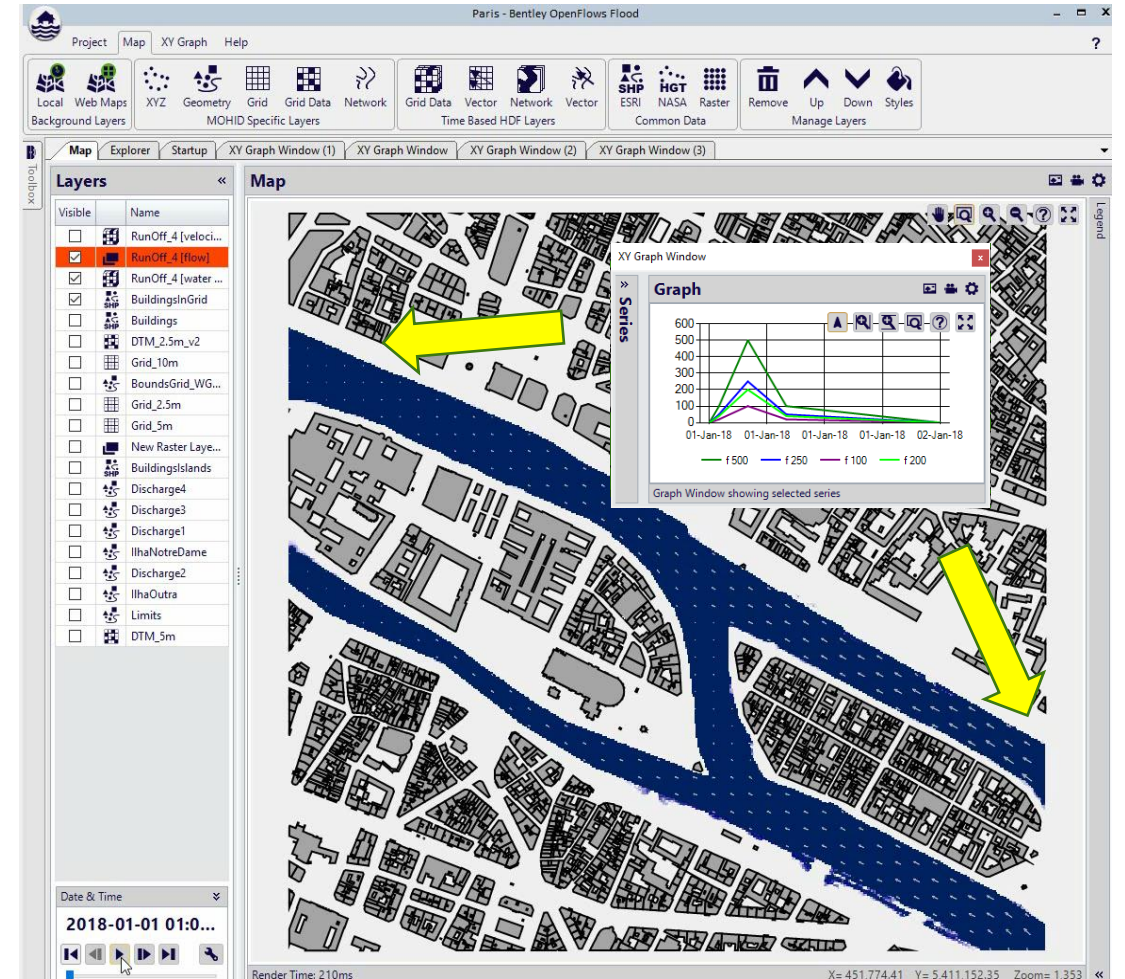 Paris - Bentley OpenFlows Flood
Project Map XY Graph Help ?
SHP HGT
Local Web Maps XYZ Geometry Grid Grid Data Network Grid Data Vector Network Vector ESRI NASA Raster Remove Up Down Styles
Background Layers MOHID Specific Layers Time Based HDF Layers Common Data Manage Layers
Map Explorer Startup XY Graph Window (1) XY Graph Window XY Graph Window (2) XY Graph Window (3)
Toolbox
Layers «
Visible Name
RunOff_4 [veloci...
RunOff_4 [flow]
RunOff_4 [water ...
SHP BuildingsInGrid
SHP Buildings
DTM_2.5m_v2
Grid_10m
BoundsGrid_WG...
Grid_2.5m
Grid_5m
New Raster Laye...
SHP BuildingsIslands
Discharge4
Discharge3
Discharge1
IlhaNotreDame
Discharge2
IlhaOutra
Limits
DTM_5m
Date & Time
2018-01-01 01:0...
Map
?
Legend
XY Graph Window x
» Series
Graph
?
600
500
400
300
200
100
0
01-Jan-18 01-Jan-18 01-Jan-18 01-Jan-18 02-Jan-18
f 500 f 250 f 100 f 200
Graph Window showing selected series
Render Time: 210ms X= 451.774,41 Y= 5.411.152,35 Zoom= 1,353 «